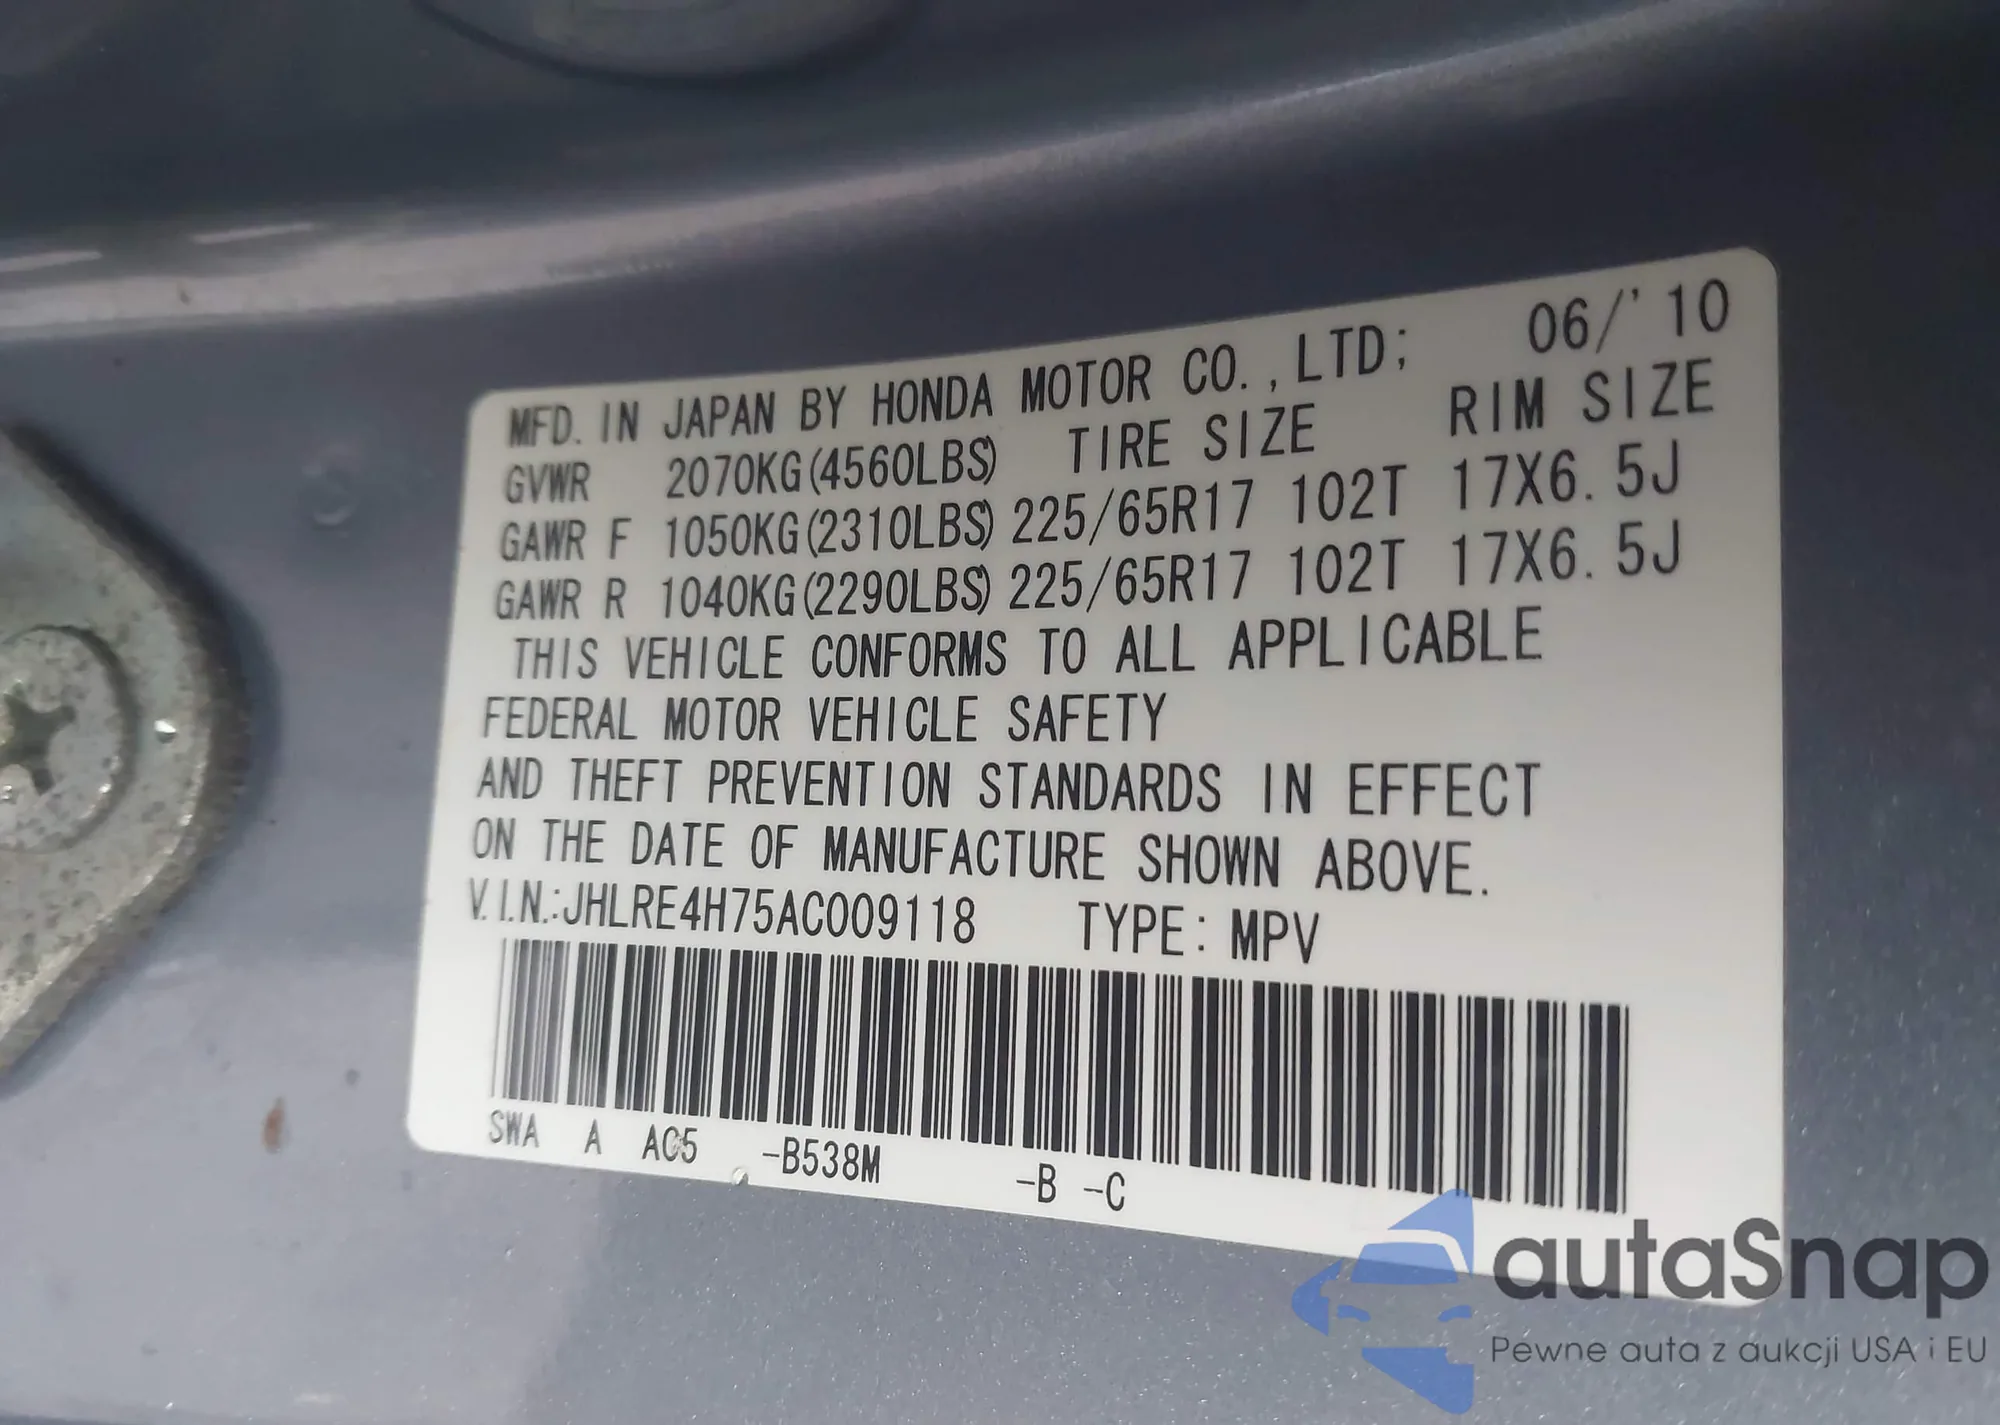 MFD. IN JAPAN BY HONDA MOTOR CO., LTD; 06/'10
GVWR 2070KG(4560LBS) TIRE SIZE RIM SIZE
GAWR F 1050KG(2310LBS) 225/65R17 102T 17X6.5J
GAWR R 1040KG(2290LBS) 225/65R17 102T 17X6.5J
THIS VEHICLE CONFORMS TO ALL APPLICABLE
FEDERAL MOTOR VEHICLE SAFETY
AND THEFT PREVENTION STANDARDS IN EFFECT
ON THE DATE OF MANUFACTURE SHOWN ABOVE.
V.I.N.:JHLRE4H75AC009118 TYPE: MPV
SWA A AC5 -B538M -B -C
autaSnap
Pewne auta z aukcji USA i EU